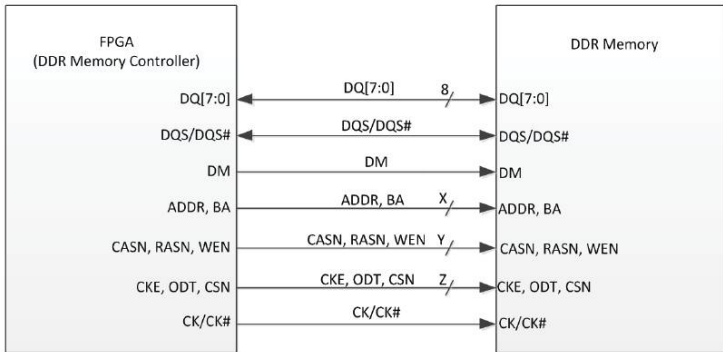 FPGA
(DDR Memory Controller)
DDR Memory
DQ[7:0] DQ[7:0] 8 DQ[7:0]
DQS/DQS# DQS/DQS# DQS/DQS#
DM DM DM
ADDR, BA ADDR, BA X ADDR, BA
CASN, RASN, WEN CASN, RASN, WEN Y CASN, RASN, WEN
CKE, ODT, CSN CKE, ODT, CSN Z CKE, ODT, CSN
CK/CK# CK/CK# CK/CK#